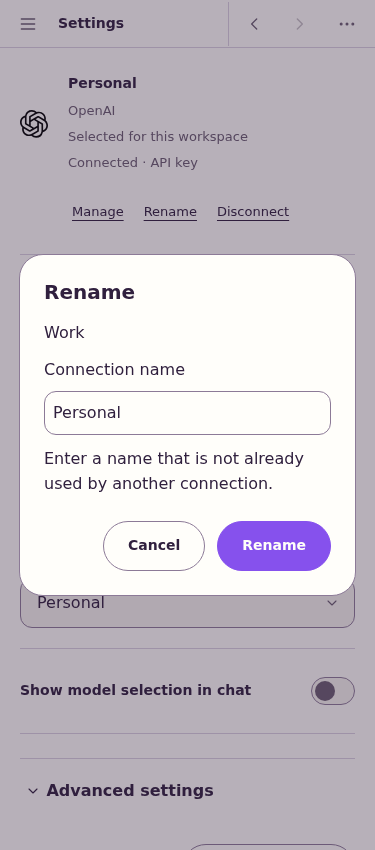 Settings
Personal
OpenAI
Selected for this workspace
Connected · API key
Manage Rename Disconnect
Rename
Work
Connection name
Personal
Enter a name that is not already
used by another connection.
Cancel Rename
Personal
Show model selection in chat
Advanced settings